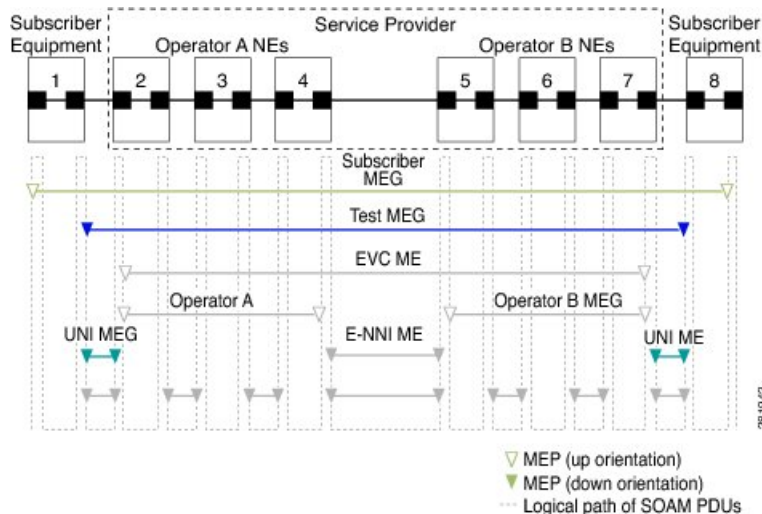 Subscriber
Equipment
Service Provider
Subscriber
Equipment
Operator A NEs
Operator B NEs
1
2
3
4
5
6
7
8
Subscriber
MEG
Test MEG
EVC ME
Operator A
Operator B MEG
UNI MEG
E-NNI ME
UNI ME
MEP (up orientation)
MEP (down orientation)
Logical path of SOAM PDUs